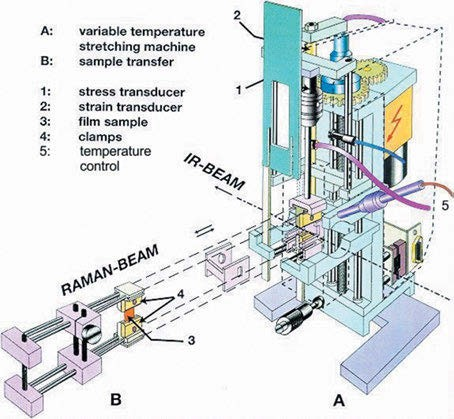 A: variable temperature
stretching machine
B: sample transfer
1: stress transducer
2: strain transducer
3: film sample
4: clamps
5: temperature
control
2
1
IR-BEAM
5
RAMAN-BEAM
4
3
B
A